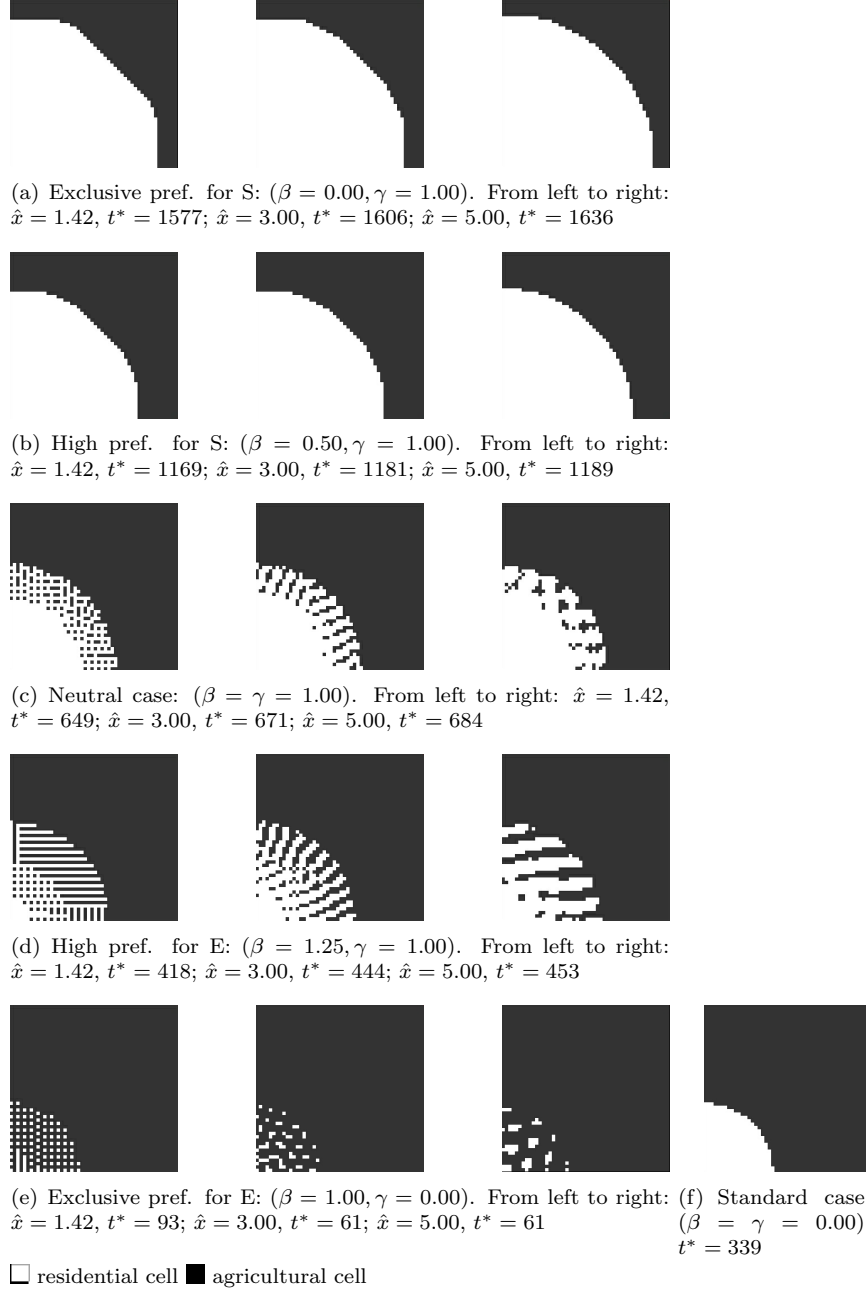 (a) Exclusive pref. for S: (β = 0.00, γ = 1.00). From left to right:
x̂ = 1.42, t* = 1577; x̂ = 3.00, t* = 1606; x̂ = 5.00, t* = 1636
(b) High pref. for S: (β = 0.50, γ = 1.00). From left to right:
x̂ = 1.42, t* = 1169; x̂ = 3.00, t* = 1181; x̂ = 5.00, t* = 1189
(c) Neutral case: (β = γ = 1.00). From left to right: x̂ = 1.42,
t* = 649; x̂ = 3.00, t* = 671; x̂ = 5.00, t* = 684
(d) High pref. for E: (β = 1.25, γ = 1.00). From left to right:
x̂ = 1.42, t* = 418; x̂ = 3.00, t* = 444; x̂ = 5.00, t* = 453
(e) Exclusive pref. for E: (β = 1.00, γ = 0.00). From left to right:
x̂ = 1.42, t* = 93; x̂ = 3.00, t* = 61; x̂ = 5.00, t* = 61
(f) Standard case
(β = γ = 0.00)
t* = 339
residential cell agricultural cell